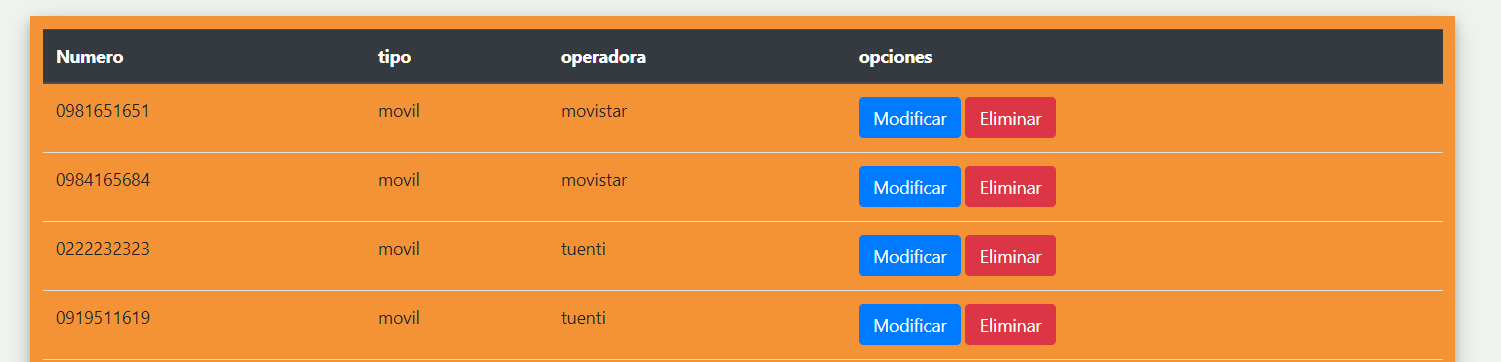 Numero tipo operadora opciones
0981651651 movil movistar Modificar Eliminar
0984165684 movil movistar Modificar Eliminar
0222232323 movil tuenti Modificar Eliminar
0919511619 movil tuenti Modificar Eliminar